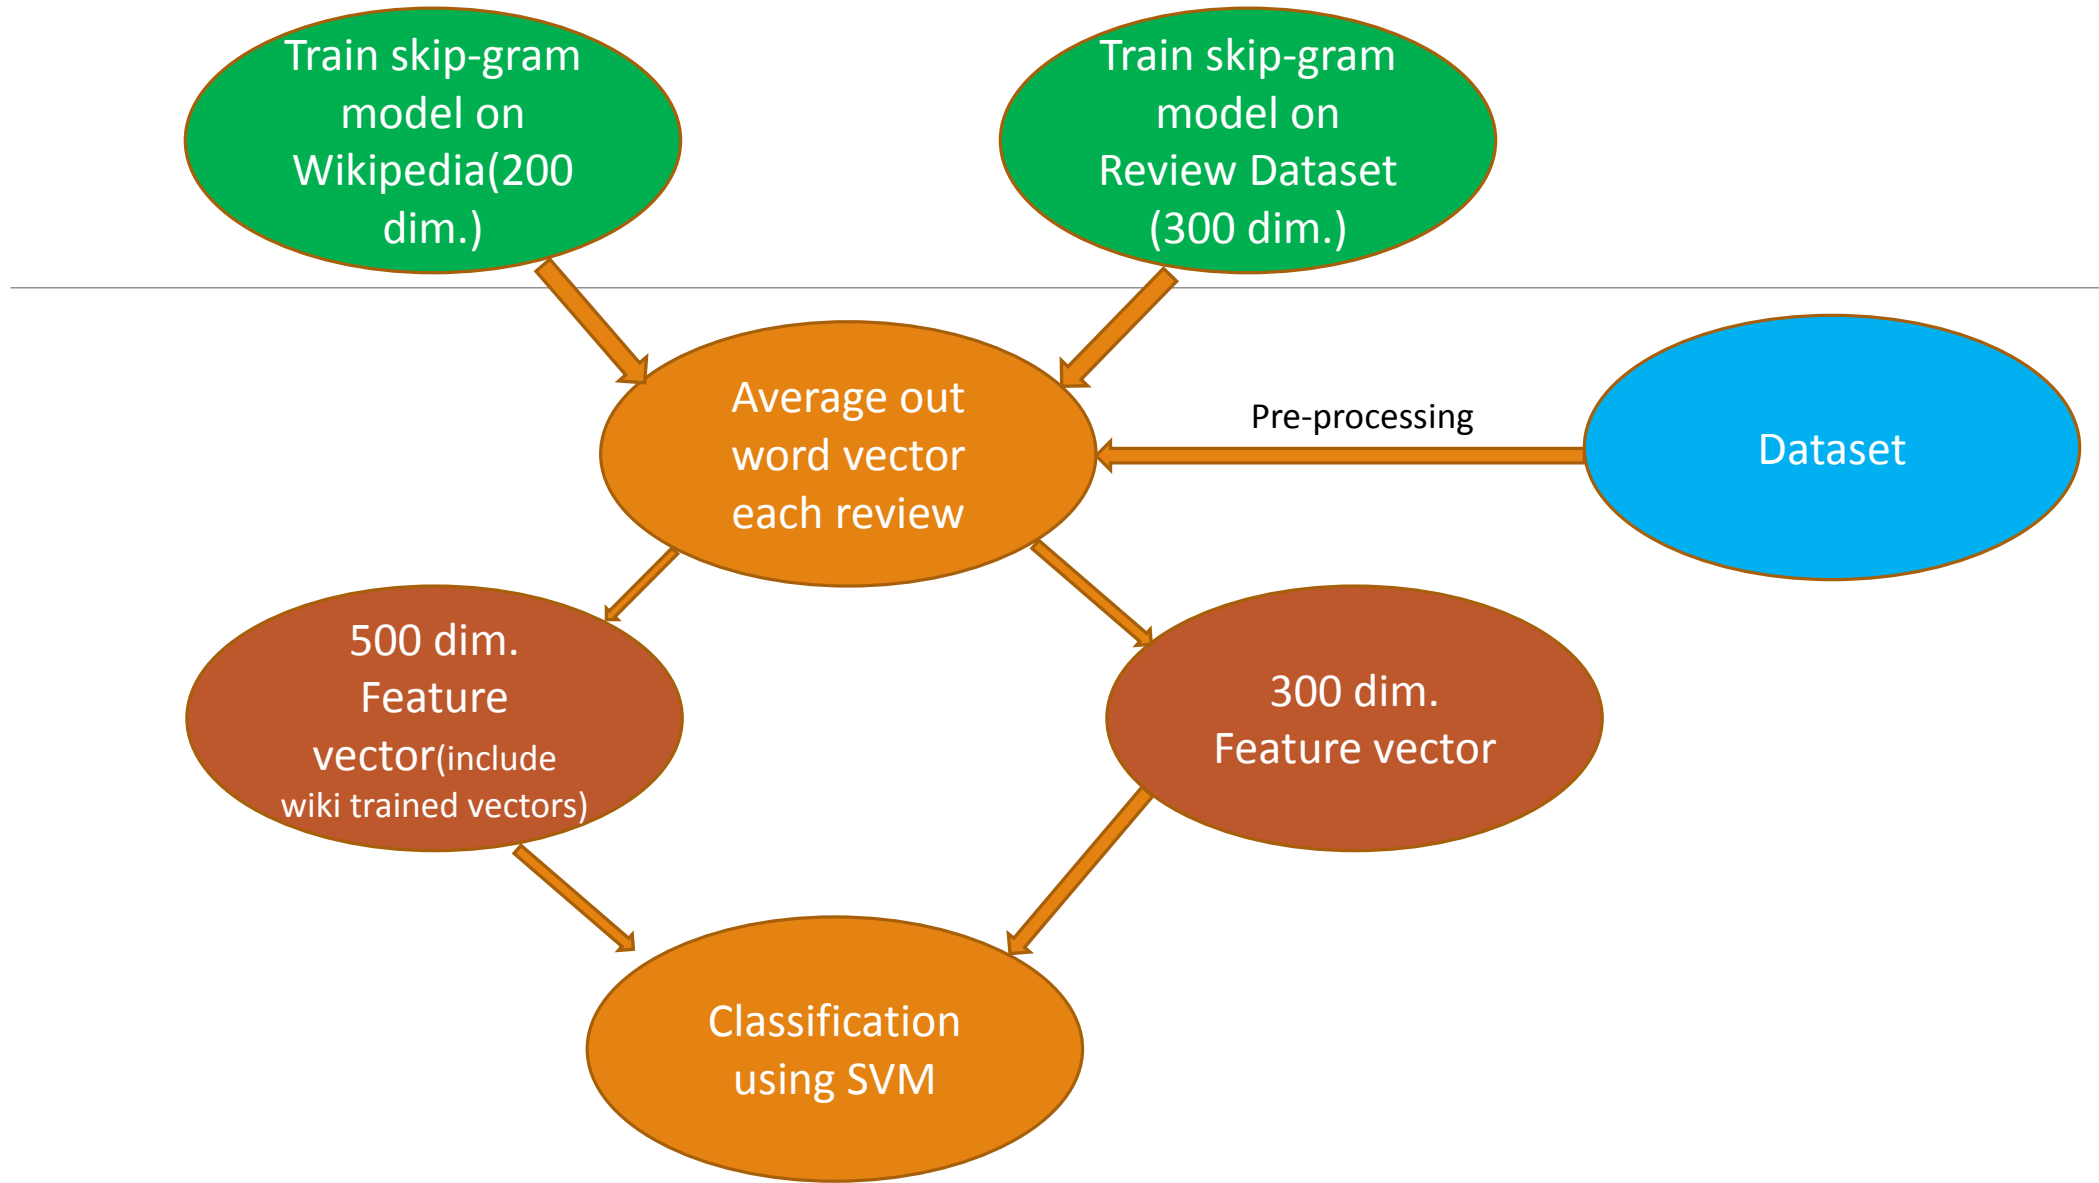 Train skip-gram
model on
Wikipedia(200
dim.)
Train skip-gram
model on
Review Dataset
(300 dim.)
Average out
word vector
each review
Pre-processing
Dataset
500 dim.
Feature
vector(include
wiki trained vectors)
300 dim.
Feature vector
Classification
using SVM